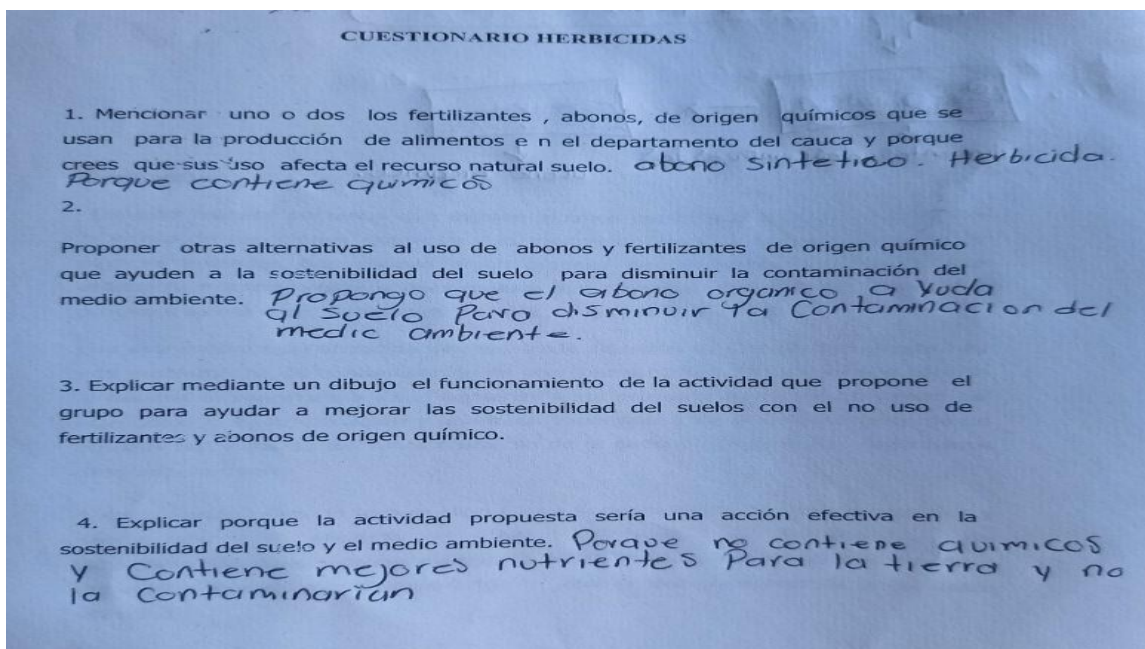 CUESTIONARIO HERBICIDAS
1. Mencionar uno o dos los fertilizantes , abonos, de origen químicos que se
usan para la producción de alimentos e n el departamento del cauca y porque
crees que sus uso afecta el recurso natural suelo. abono sintetico. Herbicida.
Porque contiene quimicos
2.
Proponer otras alternativas al uso de abonos y fertilizantes de origen químico
que ayuden a la sostenibilidad del suelo para disminuir la contaminación del
medio ambiente. Propongo que el abono organico a yuda
al suelo Para disminuir la Contaminacion del
medio ambiente.
3. Explicar mediante un dibujo el funcionamiento de la actividad que propone el
grupo para ayudar a mejorar las sostenibilidad del suelos con el no uso de
fertilizantes y abonos de origen químico.
4. Explicar porque la actividad propuesta sería una acción efectiva en la
sostenibilidad del suelo y el medio ambiente. Porque no contiene quimicos
y Contiene mejores nutrientes Para la tierra y no
la Contaminarian